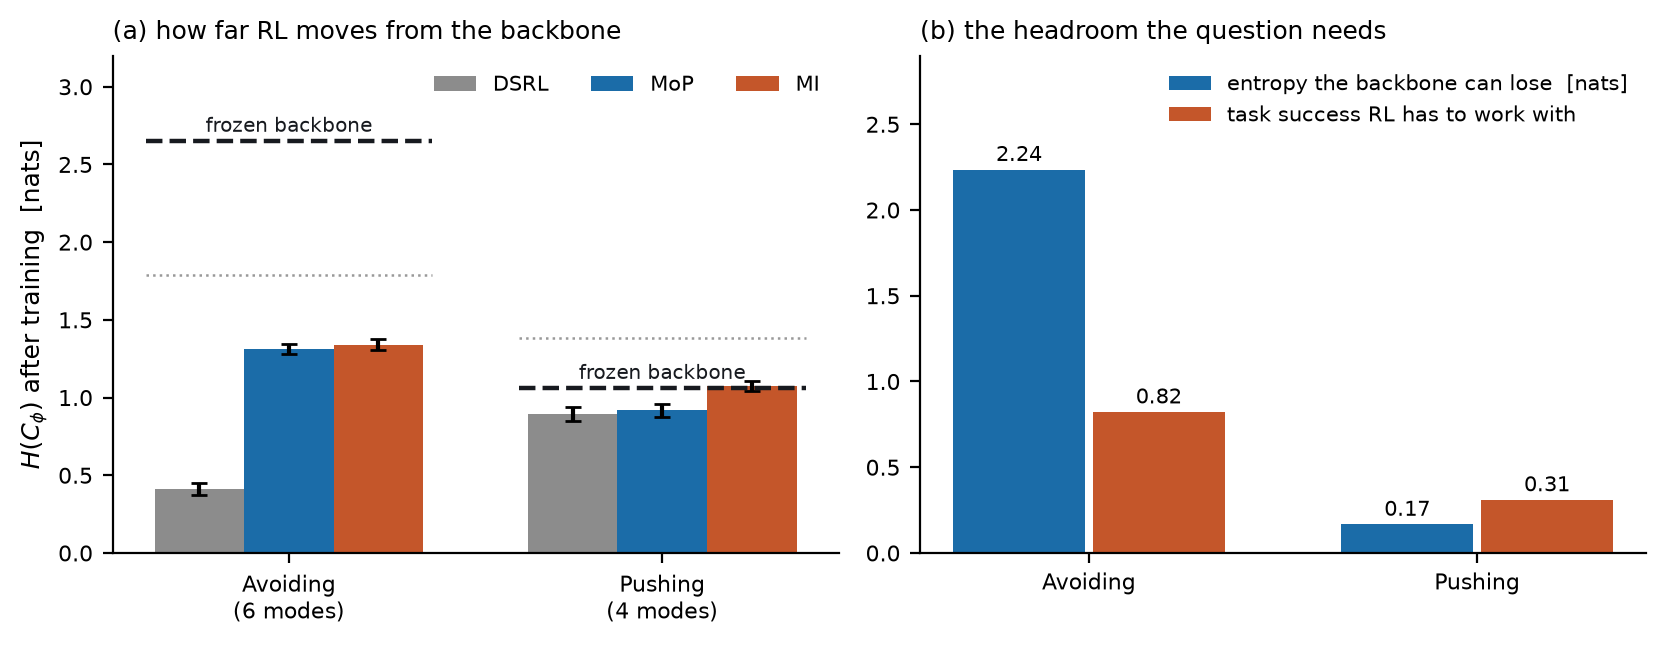 (a) how far RL moves from the backbone
DSRL MoP MI
frozen backbone
frozen backbone
H(C_ϕ) after training [nats]
3.0
2.5
2.0
1.5
1.0
0.5
0.0
Avoiding
(6 modes)
Pushing
(4 modes)
(b) the headroom the question needs
entropy the backbone can lose [nats]
task success RL has to work with
2.5
2.0
1.5
1.0
0.5
0.0
2.24
0.82
0.17
0.31
Avoiding
Pushing